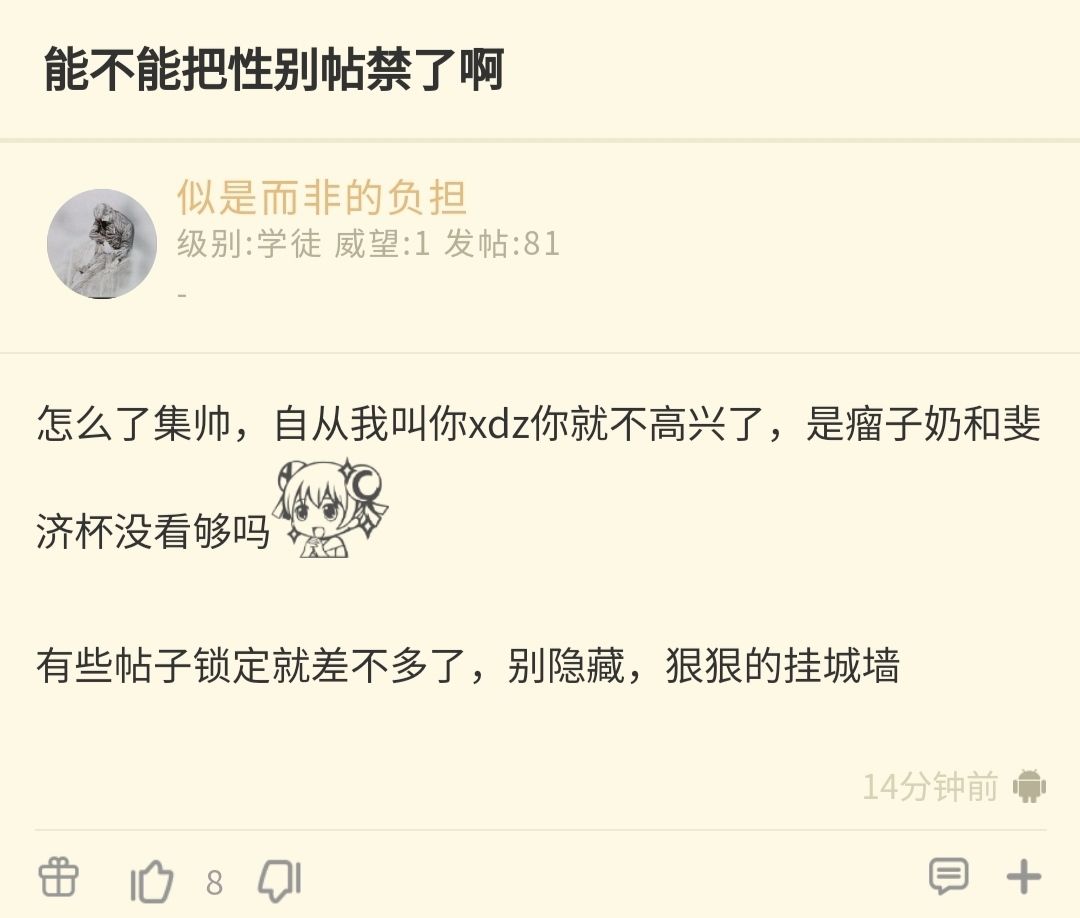 能不能把性别帖禁了啊
似是而非的负担
级别:学徒 威望:1 发帖:81
-
怎么了集帅，自从我叫你xdz你就不高兴了，是瘤子奶和斐
济杯没看够吗
有些帖子锁定就差不多了，别隐藏，狠狠的挂城墙
14分钟前
8